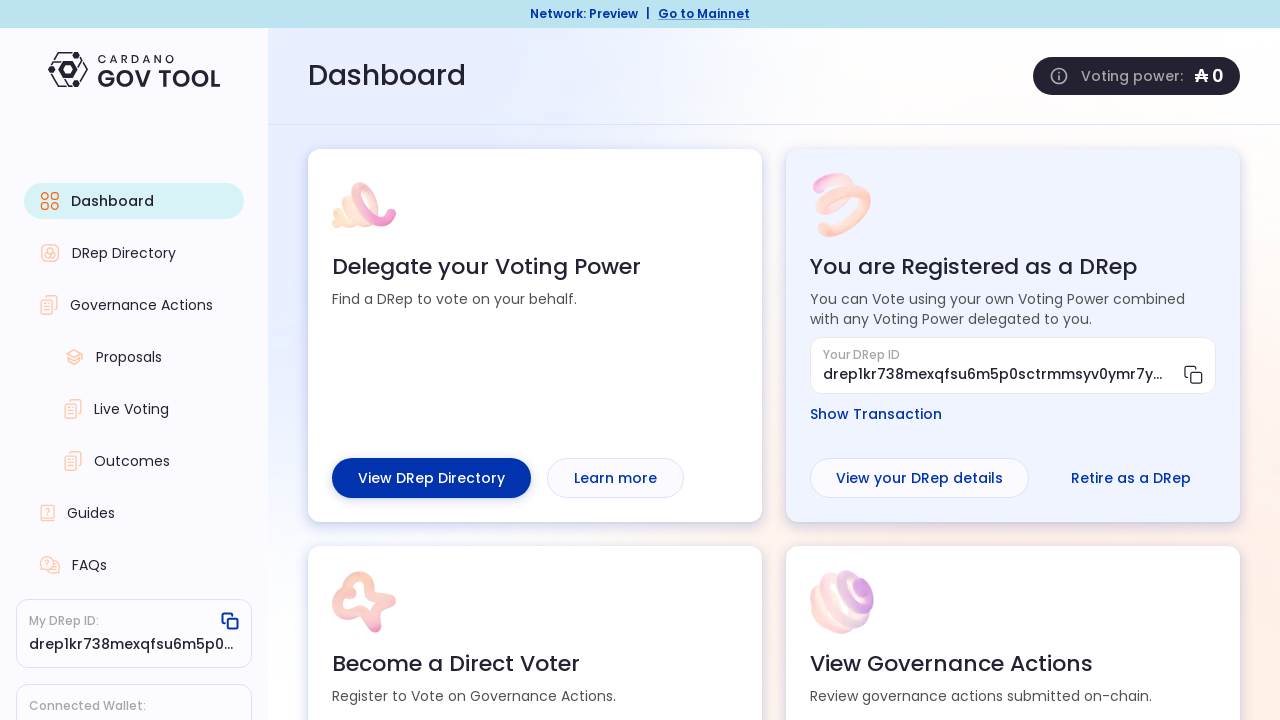 Network: Preview | Go to Mainnet
CARDANO
GOV TOOL
Dashboard
Voting power: ₳ 0
Dashboard
DRep Directory
Governance Actions
Proposals
Live Voting
Outcomes
Guides
FAQs
My DRep ID:
drep1kr738mexqfsu6m5p0...
Connected Wallet:
Delegate your Voting Power
Find a DRep to vote on your behalf.
View DRep Directory
Learn more
You are Registered as a DRep
You can Vote using your own Voting Power combined
with any Voting Power delegated to you.
Your DRep ID
drep1kr738mexqfsu6m5p0sctrmmsyv0ymr7y...
Show Transaction
View your DRep details
Retire as a DRep
Become a Direct Voter
Register to Vote on Governance Actions.
View Governance Actions
Review governance actions submitted on-chain.